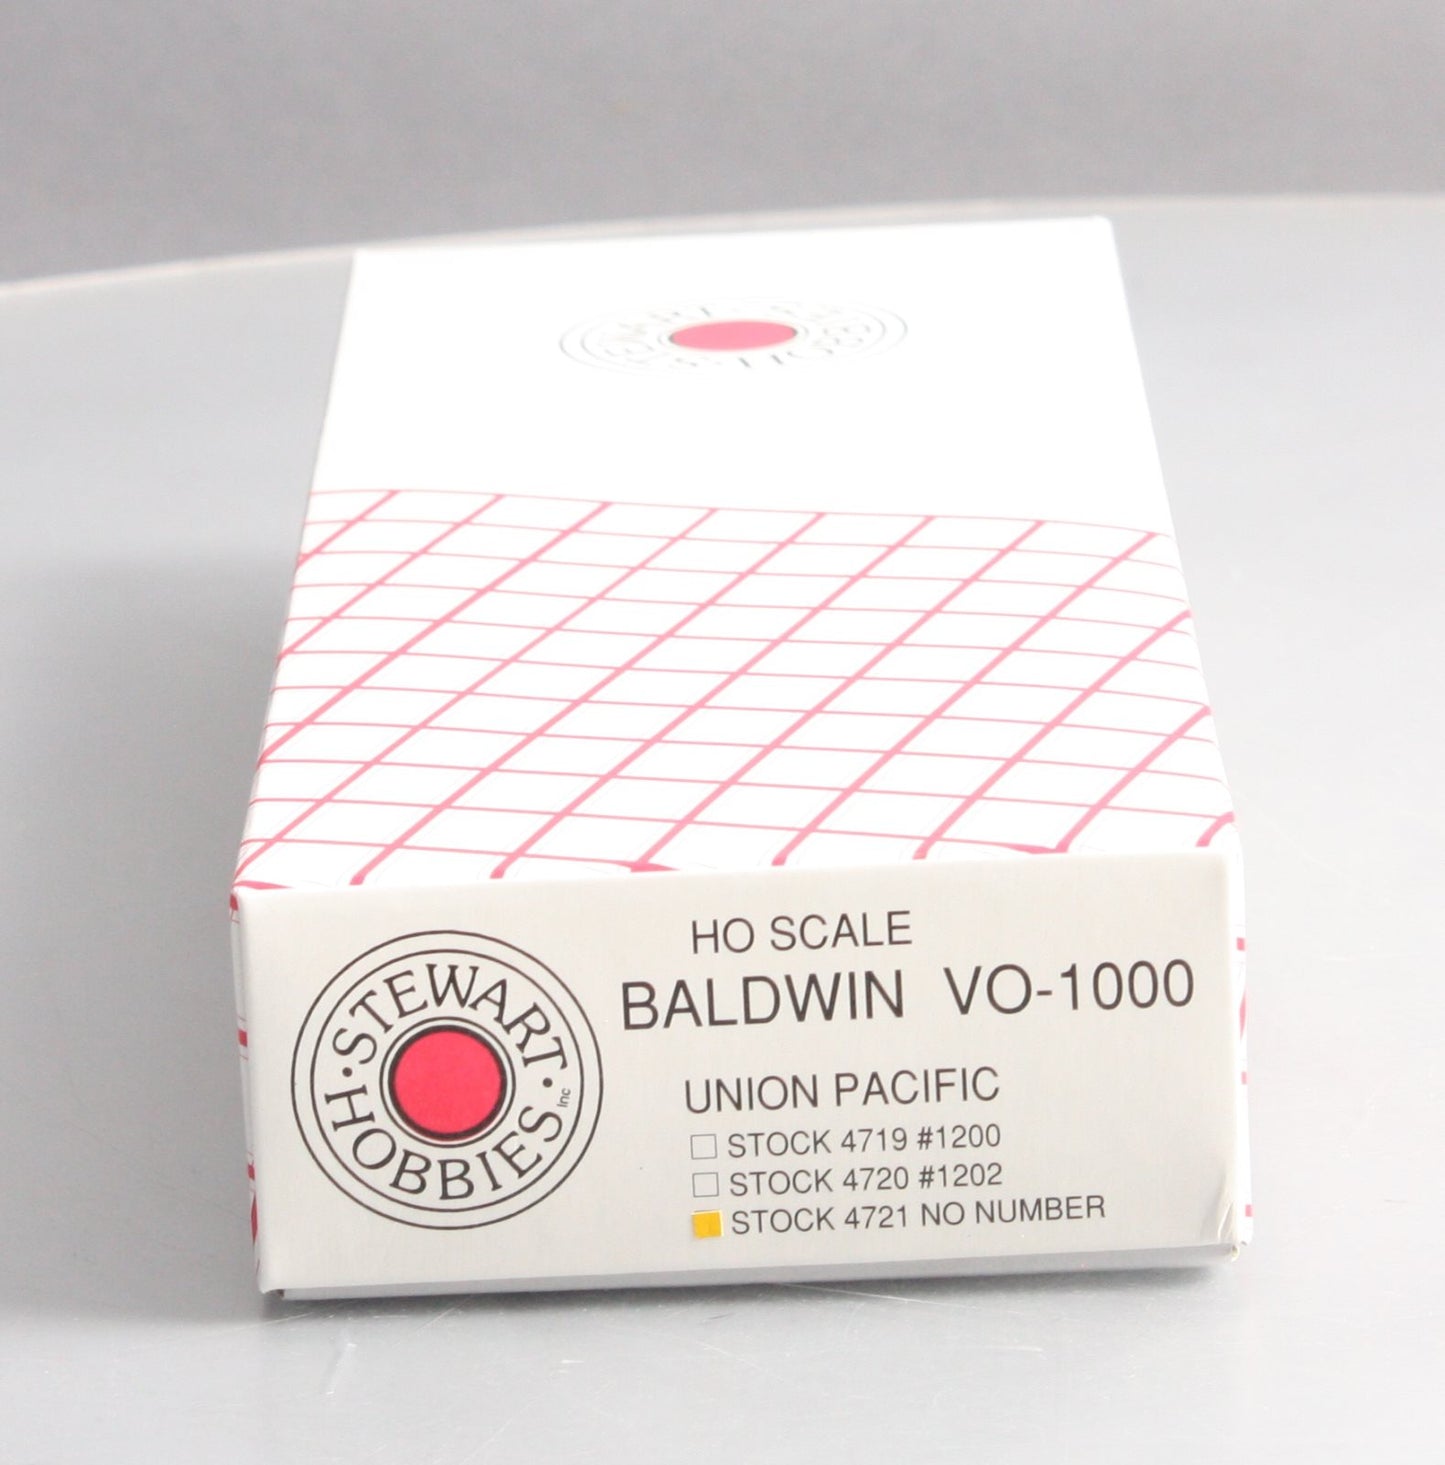 STEWART
HOBBIES
Inc
HO SCALE
BALDWIN VO-1000
UNION PACIFIC
STOCK 4719 #1200
STOCK 4720 #1202
STOCK 4721 NO NUMBER